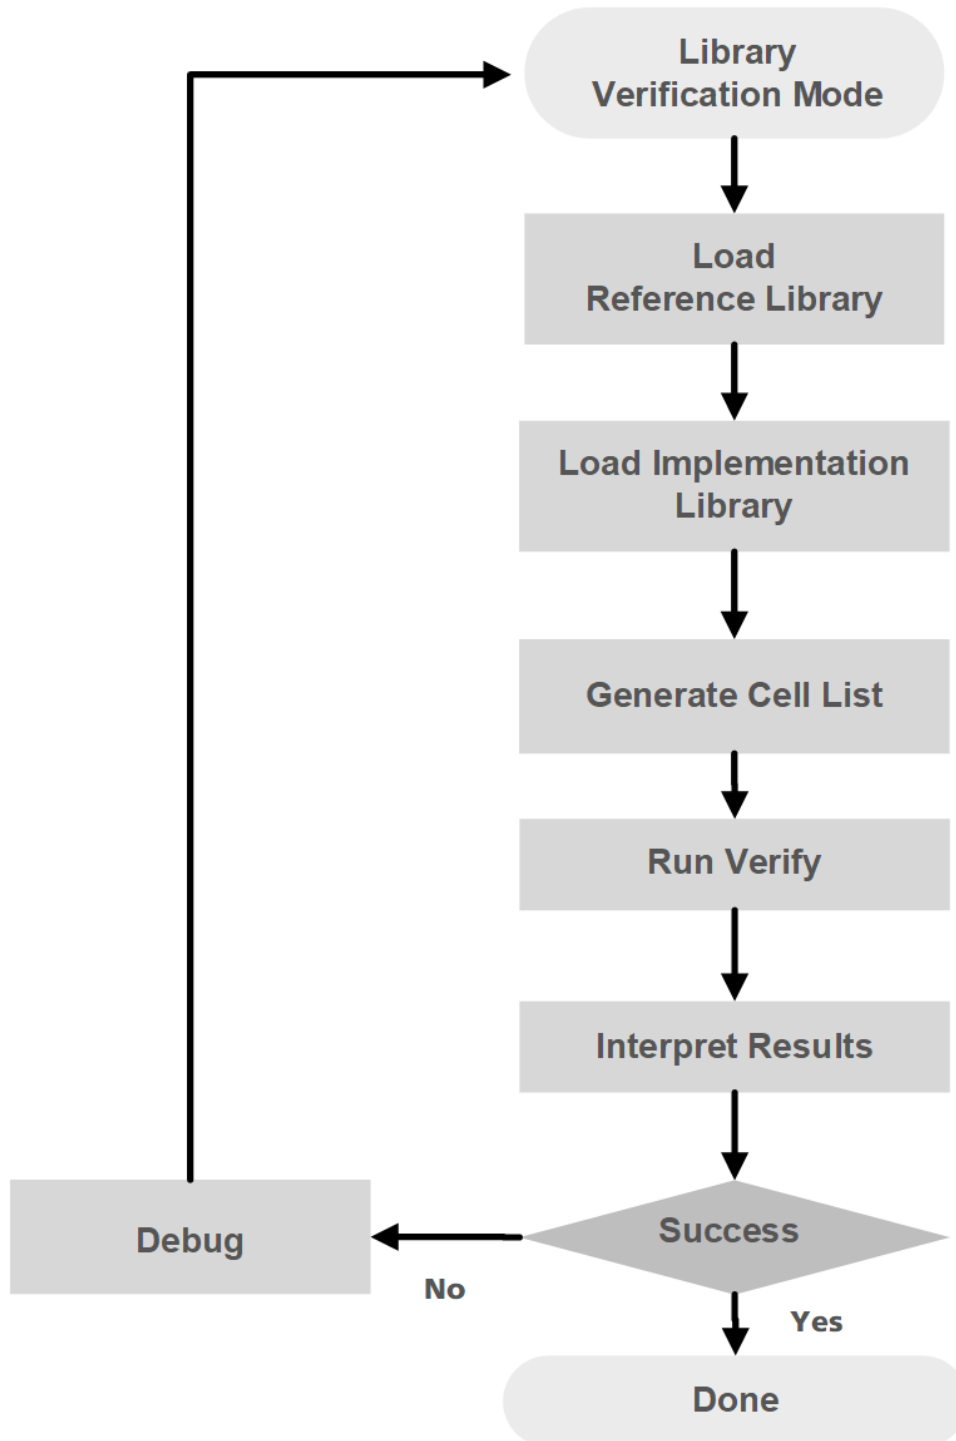 Library
Verification Mode
Load
Reference Library
Load Implementation
Library
Generate Cell List
Run Verify
Interpret Results
Success
Debug
No
Yes
Done